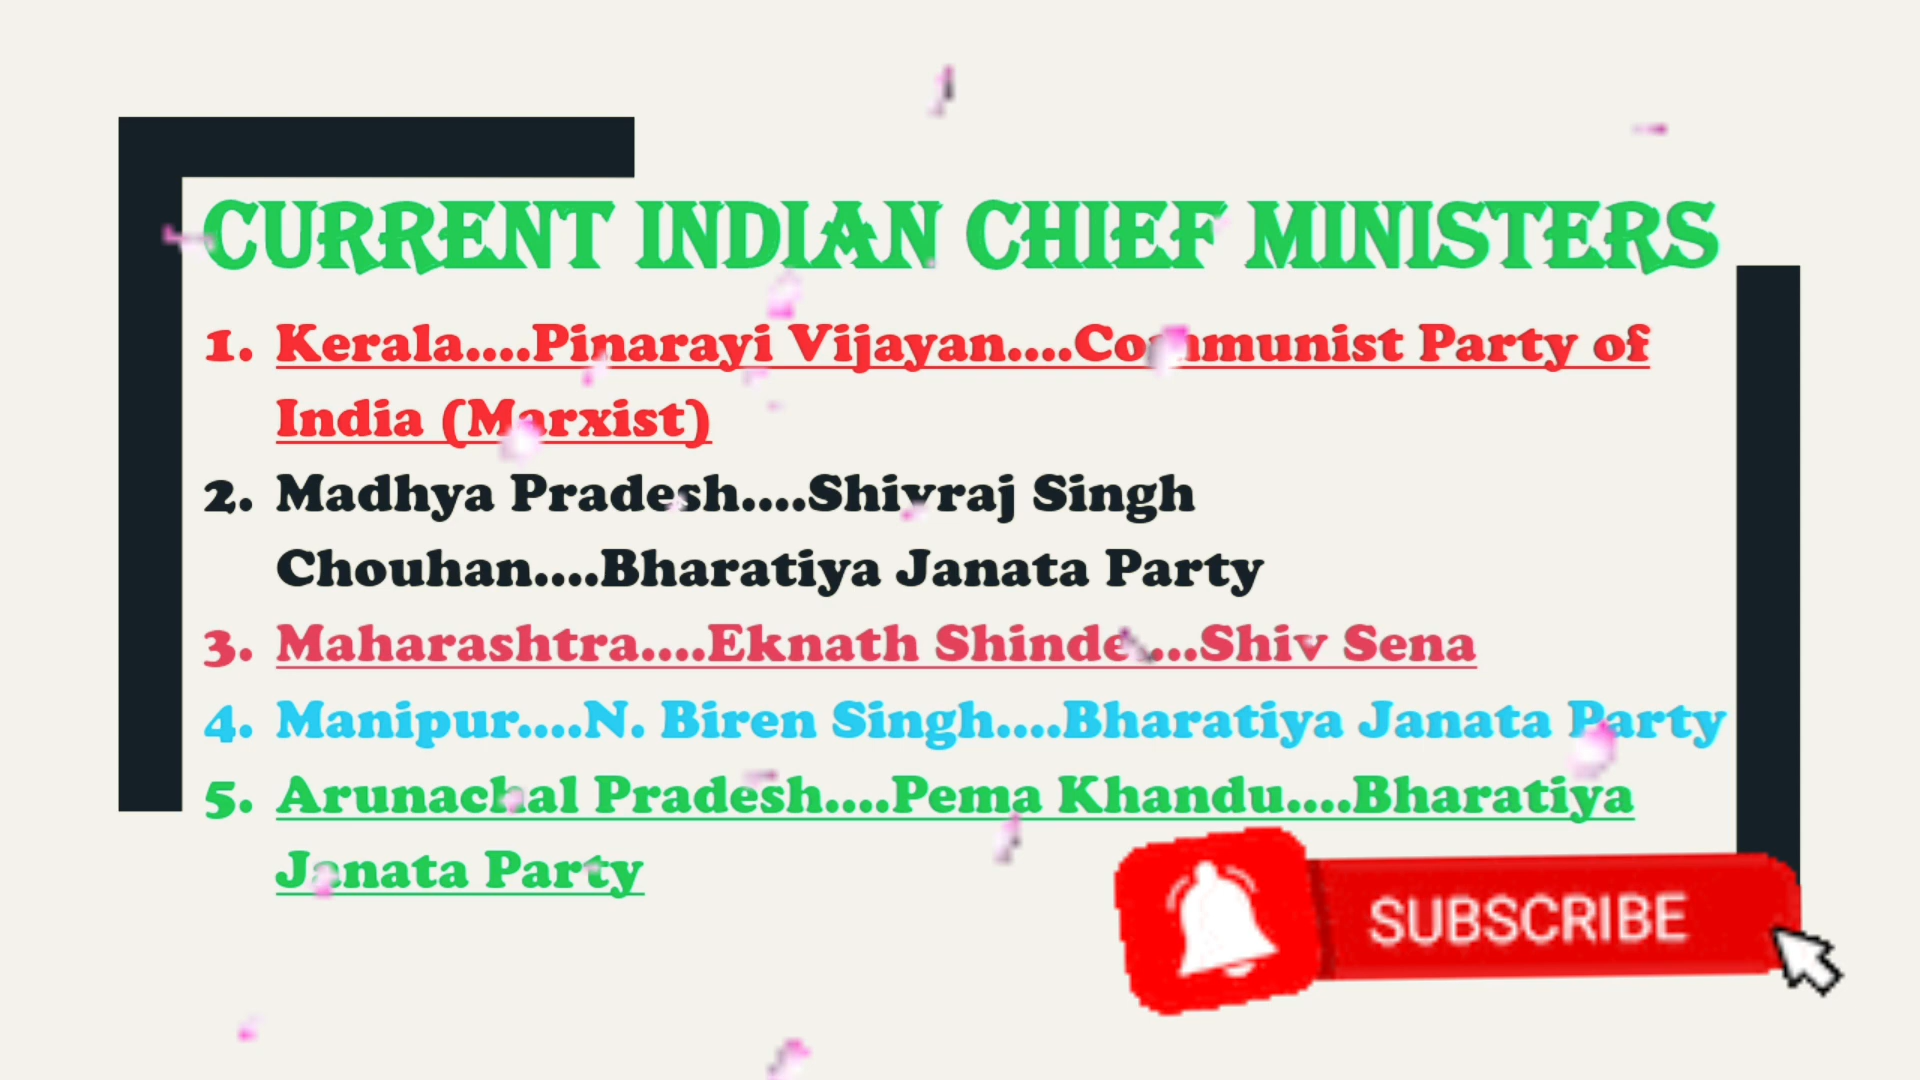 CURRENT INDIAN CHIEF MINISTERS
1. Kerala....Pinarayi Vijayan....Communist Party of
India (Marxist)
2. Madhya Pradesh....Shivraj Singh
Chouhan....Bharatiya Janata Party
3. Maharashtra....Eknath Shinde....Shiv Sena
4. Manipur....N. Biren Singh....Bharatiya Janata Party
5. Arunachal Pradesh....Pema Khandu....Bharatiya
Janata Party
SUBSCRIBE